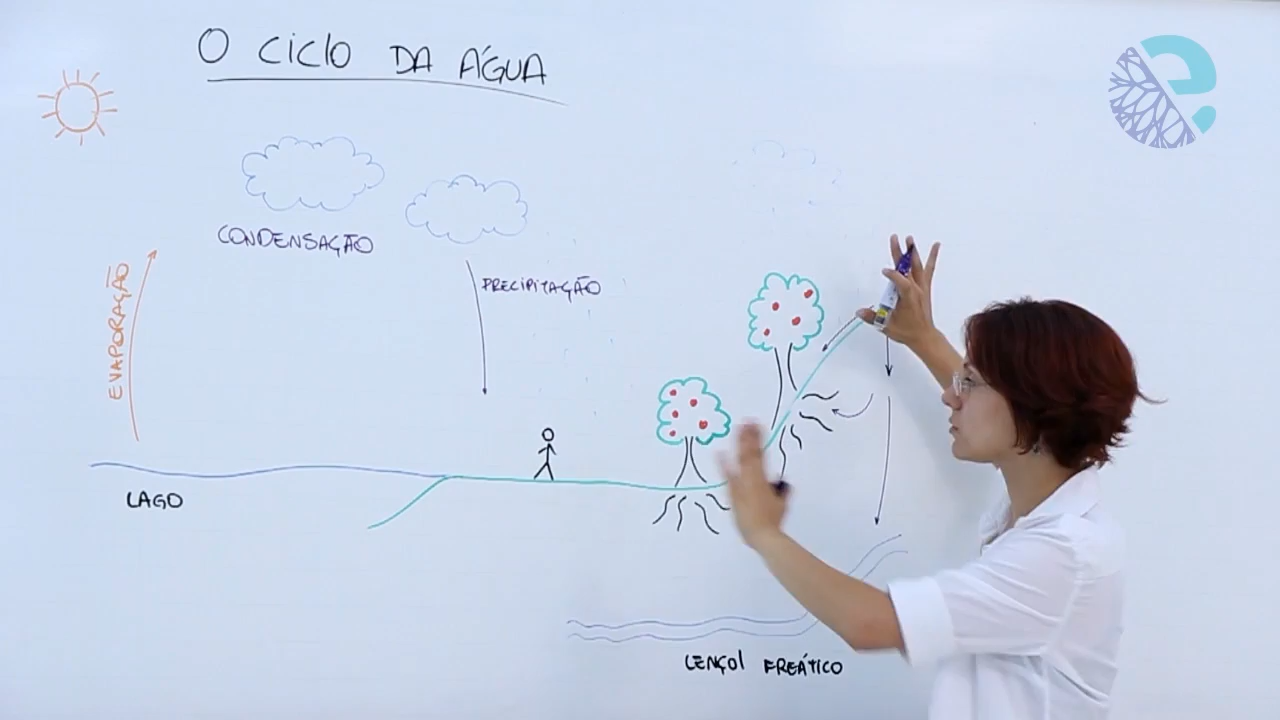 O CICLO DA ÁGUA
CONDENSAÇÃO
PRECIPITAÇÃO
EVAPORAÇÃO
LAGO
LENÇOL FREÁTICO